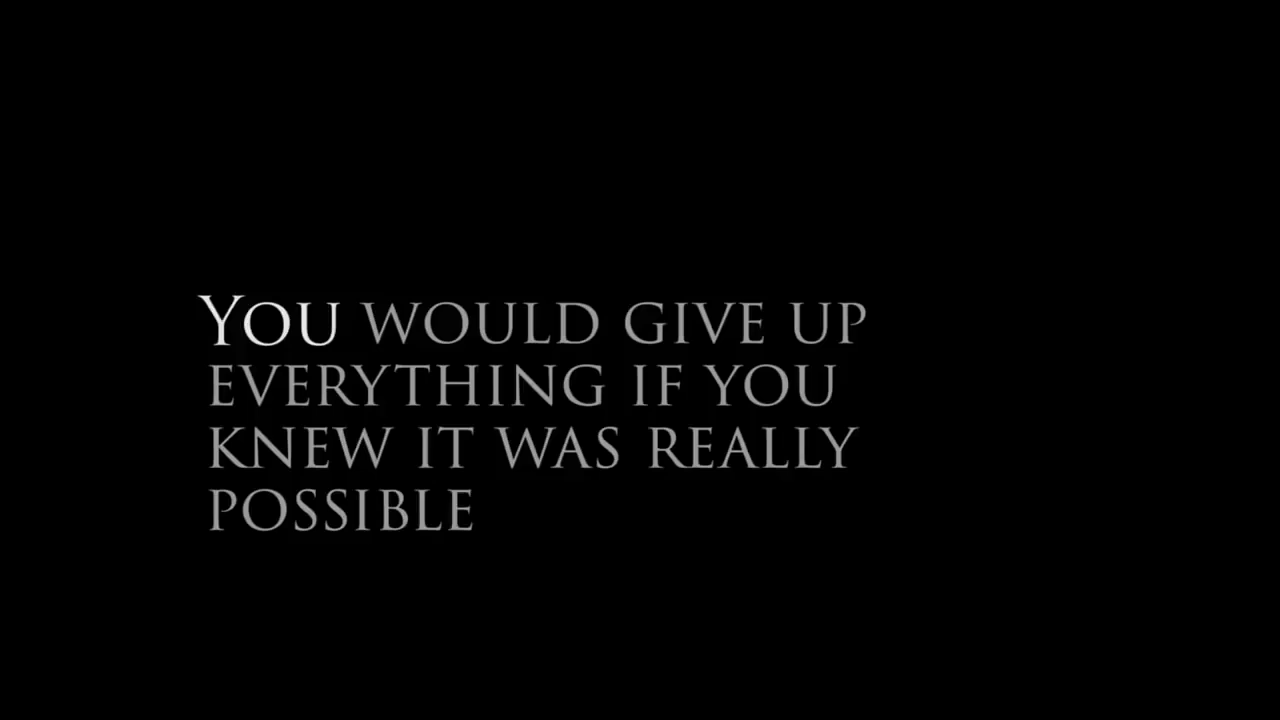 YOU WOULD GIVE UP
EVERYTHING IF YOU
KNEW IT WAS REALLY
POSSIBLE